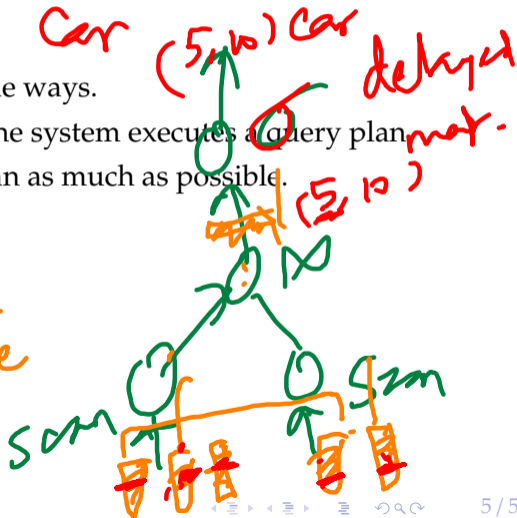 Car (5,10) car
delayed
e ways.
ne system executes a query plan mat.
an as much as possible.
(5, 10)
⋈
e
scan scan
5 / 5